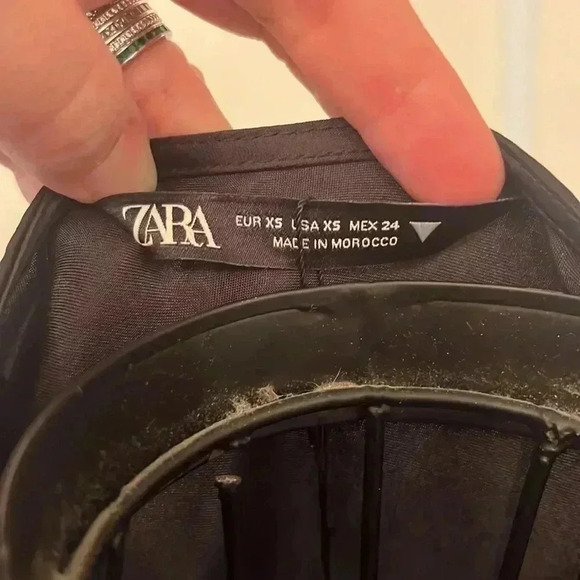 ZARA
EUR XS USA XS MEX 24
MADE IN MOROCCO